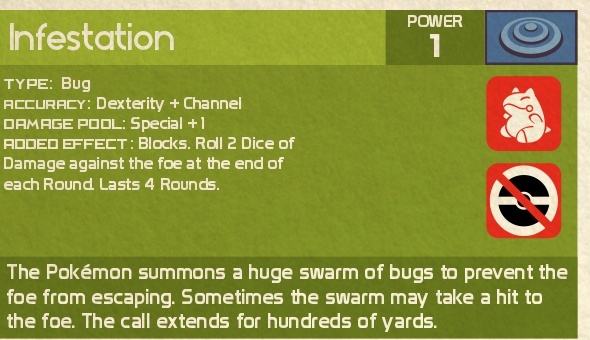 Infestation
POWER
1
TYPE: Bug
ACCURACY: Dexterity + Channel
DAMAGE POOL: Special +1
ADDED EFFECT: Blocks. Roll 2 Dice of
Damage against the foe at the end of
each Round. Lasts 4 Rounds.
The Pokémon summons a huge swarm of bugs to prevent the
foe from escaping. Sometimes the swarm may take a hit to
the foe. The call extends for hundreds of yards.